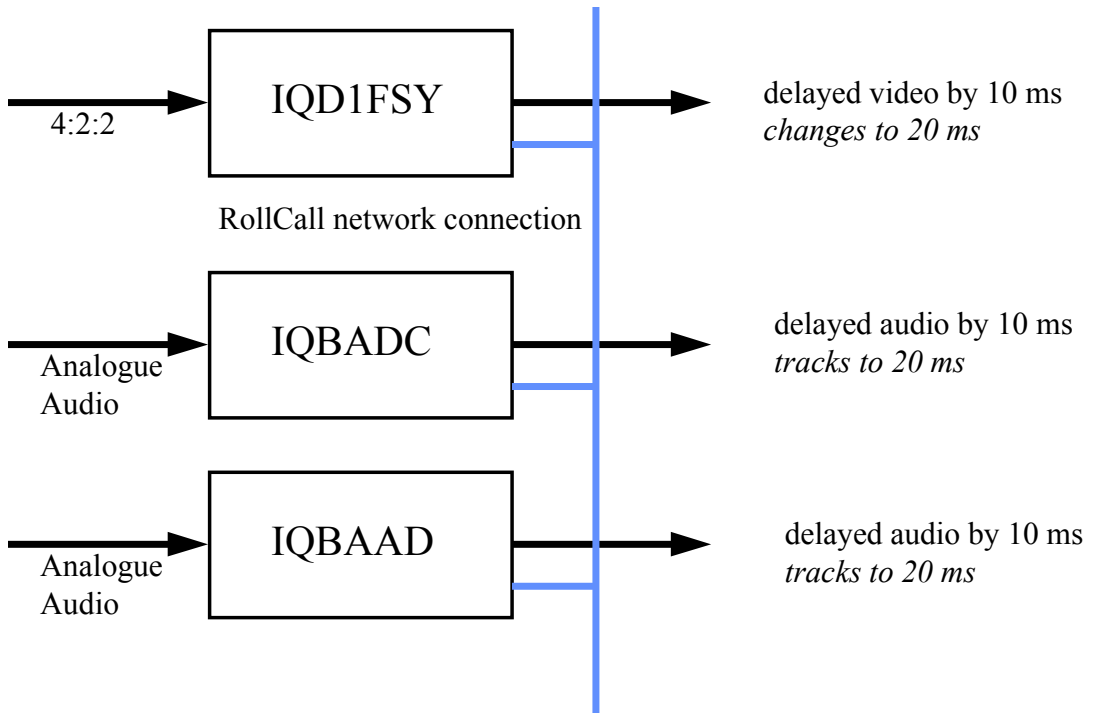 IQD1FSY
4:2:2
delayed video by 10 ms
changes to 20 ms
RollCall network connection
IQBADC
Analogue
Audio
delayed audio by 10 ms
tracks to 20 ms
IQBAAD
Analogue
Audio
delayed audio by 10 ms
tracks to 20 ms